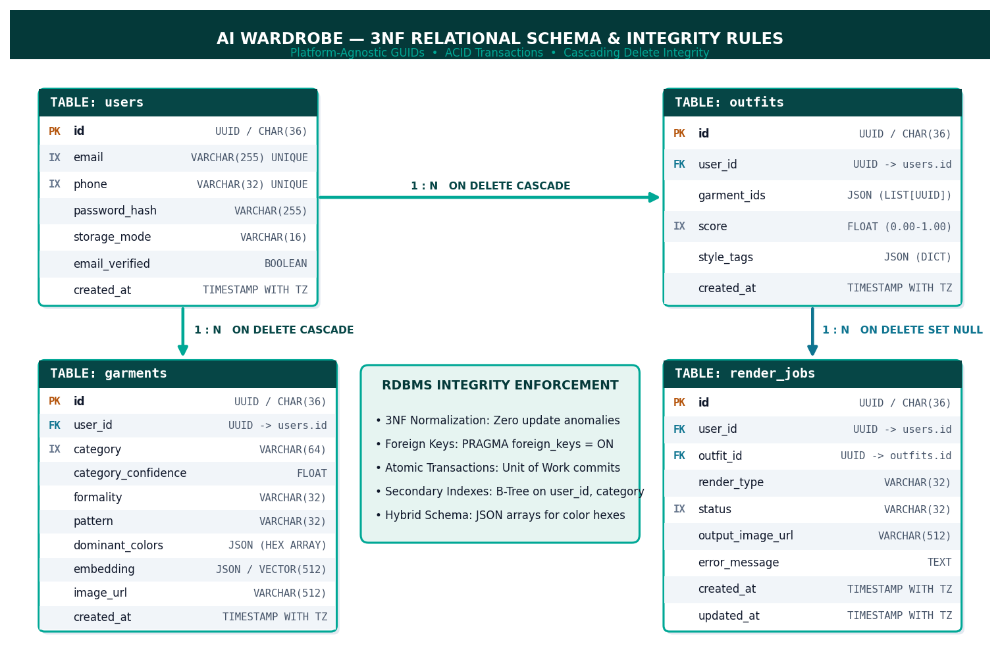 AI WARDROBE — 3NF RELATIONAL SCHEMA & INTEGRITY RULES
Platform-Agnostic GUIDs • ACID Transactions • Cascading Delete Integrity
TABLE: users
PK id UUID / CHAR(36)
IX email VARCHAR(255) UNIQUE
IX phone VARCHAR(32) UNIQUE
password_hash VARCHAR(255)
storage_mode VARCHAR(16)
email_verified BOOLEAN
created_at TIMESTAMP WITH TZ
1 : N ON DELETE CASCADE
TABLE: outfits
PK id UUID / CHAR(36)
FK user_id UUID -> users.id
garment_ids JSON (LIST[UUID])
IX score FLOAT (0.00-1.00)
style_tags JSON (DICT)
created_at TIMESTAMP WITH TZ
1 : N ON DELETE CASCADE
1 : N ON DELETE SET NULL
TABLE: garments
PK id UUID / CHAR(36)
FK user_id UUID -> users.id
IX category VARCHAR(64)
category_confidence FLOAT
formality VARCHAR(32)
pattern VARCHAR(32)
dominant_colors JSON (HEX ARRAY)
embedding JSON / VECTOR(512)
image_url VARCHAR(512)
created_at TIMESTAMP WITH TZ
RDBMS INTEGRITY ENFORCEMENT
• 3NF Normalization: Zero update anomalies
• Foreign Keys: PRAGMA foreign_keys = ON
• Atomic Transactions: Unit of Work commits
• Secondary Indexes: B-Tree on user_id, category
• Hybrid Schema: JSON arrays for color hexes
TABLE: render_jobs
PK id UUID / CHAR(36)
FK user_id UUID -> users.id
FK outfit_id UUID -> outfits.id
render_type VARCHAR(32)
IX status VARCHAR(32)
output_image_url VARCHAR(512)
error_message TEXT
created_at TIMESTAMP WITH TZ
updated_at TIMESTAMP WITH TZ